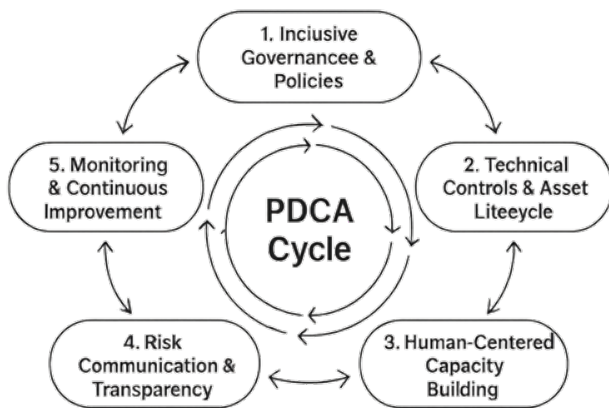 1. Inciusive
Governancee &
Policies
5. Monitoring
& Continuous
Improvement
PDCA
Cycle
2. Technical
Controls & Asset
Liteeycle
4. Risk
Communication &
Transparency
3. Human-Centered
Capacity
Building